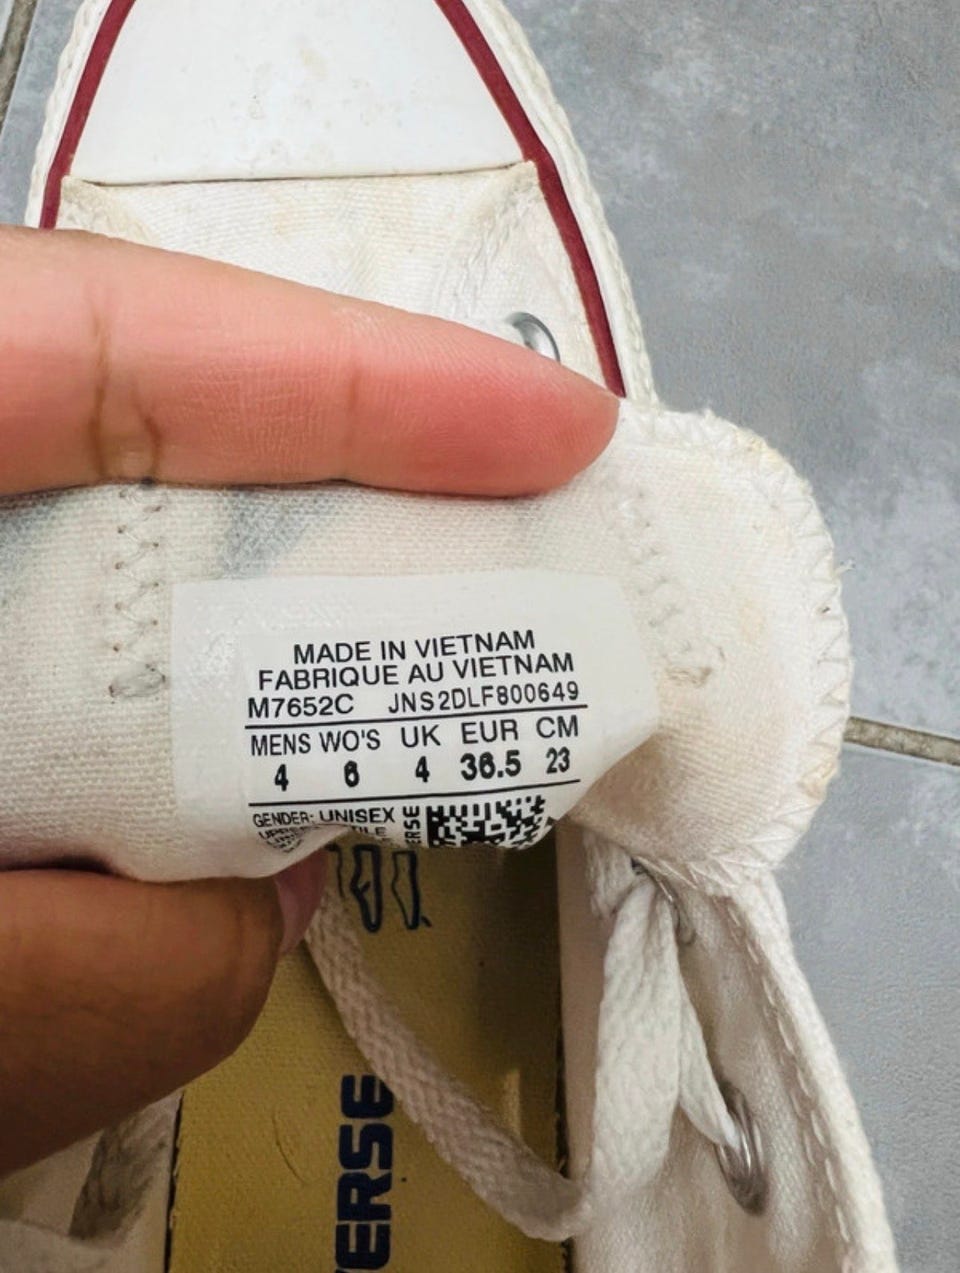 MADE IN VIETNAM
FABRIQUE AU VIETNAM
M7652C JNS2DLF800649
MENS WO'S UK EUR CM
4 6 4 36.5 23
GENDER: UNISEX
ERSE
VERSE